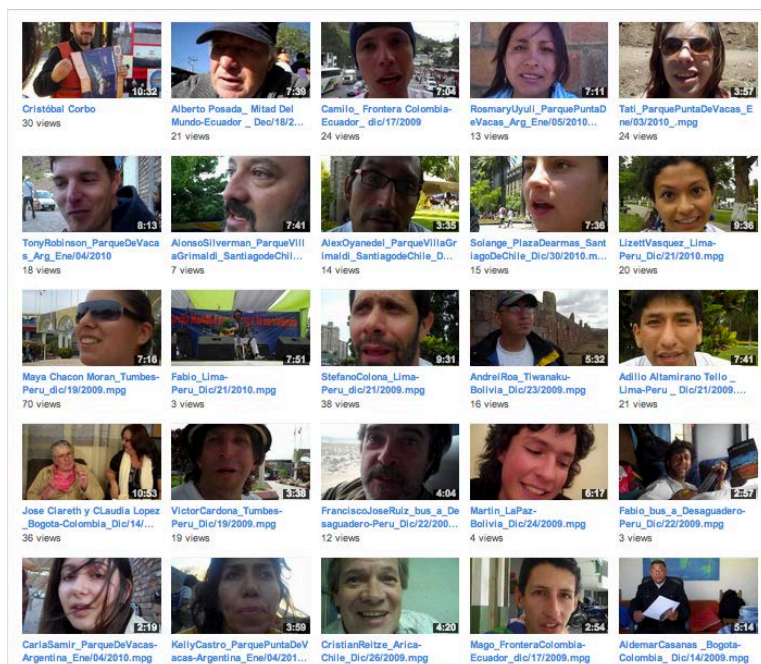 10:32
7:39
7:04
7:11
3:57
Cristóbal Corbo
30 views
Alberto Posada_ Mitad Del
Mundo-Ecuador _ Dec/18/2...
21 views
Camilo_ Frontera Colombia-
Ecuador_ dic/17/2009
24 views
RosmaryUyuli_ParquePuntaD
eVacas_Arg_Ene/05/2010...
13 views
Tati_ParquePuntaDeVacas_E
ne/03/2010_.mpg
24 views
8:13
7:41
3:35
7:36
9:36
TonyRobinson_ParqueDeVaca
s_Arg_Ene/04/2010
18 views
AlonsoSilverman_ParqueVill
aGrimaldi_SantiagodeChil...
7 views
AlexOyanedel_ParqueVillaGr
imaldi_SantiagodeChile_D...
14 views
Solange_PlazaDearmas_Sant
iagoDeChile_Dic/30/2010.m...
15 views
LizettVasquez_Lima-
Peru_Dic/21/2010.mpg
20 views
7:16
7:51
9:31
5:32
7:41
Maya Chacon Moran_Tumbes-
Peru_dic/19/2009.mpg
70 views
Fabio_Lima-
Peru_Dic/21/2010.mpg
3 views
StefanoColona_Lima-
Peru_dic/21/2009.mpg
38 views
AndreiRoa_Tiwanaku-
Bolivia_Dic/23/2009.mpg
16 views
Adilio Altamirano Tello _
Lima-Peru _ Dic/21/2009....
21 views
10:53
3:38
4:04
6:17
2:57
Jose Clareth y CLaudia Lopez
_Bogota-Colombia_Dic/14/...
36 views
VictorCardona_Tumbes-
Peru_Dic/19/2009.mpg
19 views
FranciscoJoseRuiz_bus_a_De
saguadero-Peru_Dic/22/200...
12 views
Martin_LaPaz-
Bolivia_Dic/24/2009.mpg
4 views
Fabio_bus_a_Desaguadero-
Peru_Dic/22/2009.mpg
3 views
2:19
3:59
4:20
2:54
5:14
CarlaSamir_ParqueDeVacas-
Argentina_Ene/04/2010.mpg
KellyCastro_ParquePuntaDeV
acas-Argentina_Ene/04/201...
CristianReitze_Arica-
Chile_Dic/26/2009.mpg
Mago_FronteraColombia-
Ecuador_dic/17/2009.mpg
AldemarCasanas _Bogota-
Colombia_ Dic/14/2009.mpg